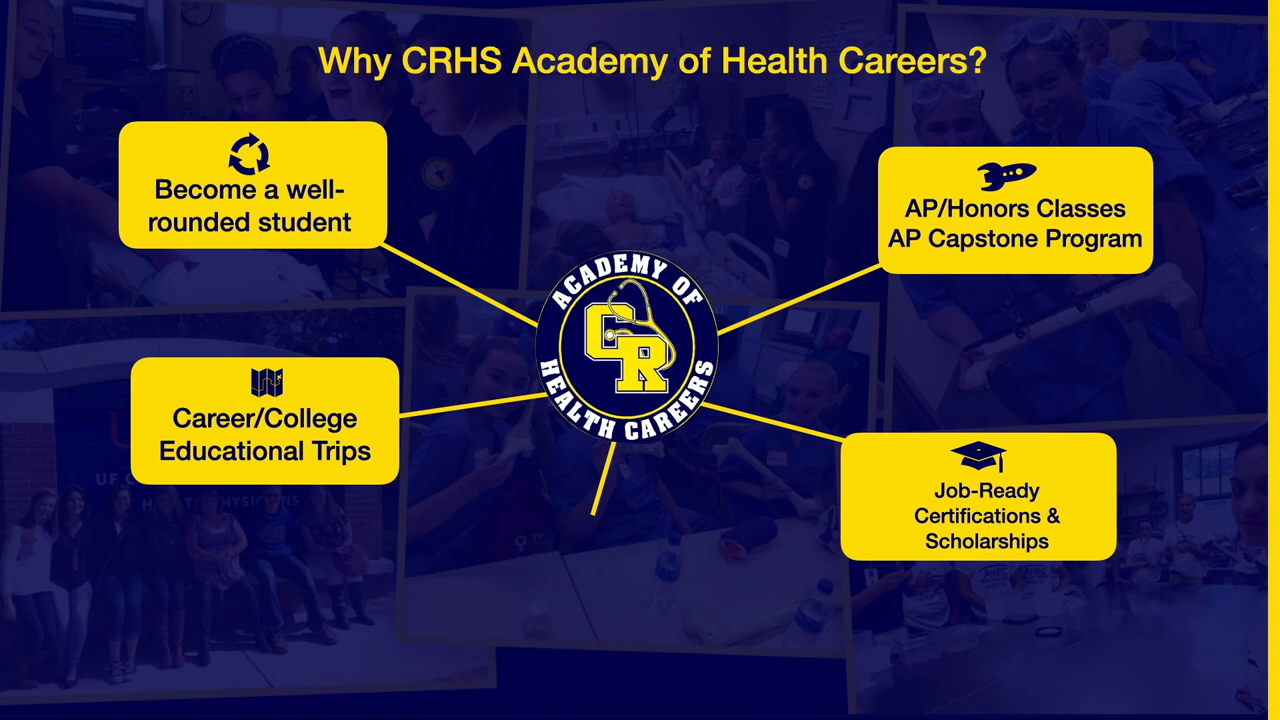 Why CRHS Academy of Health Careers?
Become a well-
rounded student
AP/Honors Classes
AP Capstone Program
ACADEMY OF
CR
HEALTH CAREERS
Career/College
Educational Trips
Job-Ready
Certifications &
Scholarships